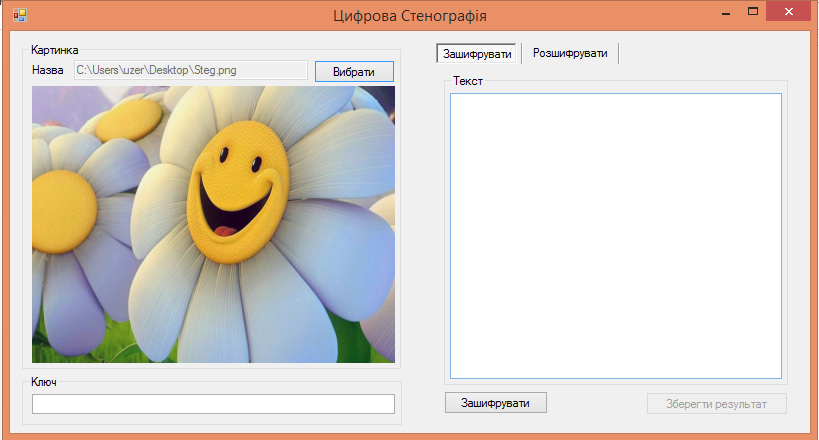 Цифрова Стенографія
Картинка
Назва C:\Users\uzer\Desktop\Steg.png Вибрати
Ключ
Зашифрувати Розшифрувати
Текст
Зашифрувати Зберегти результат